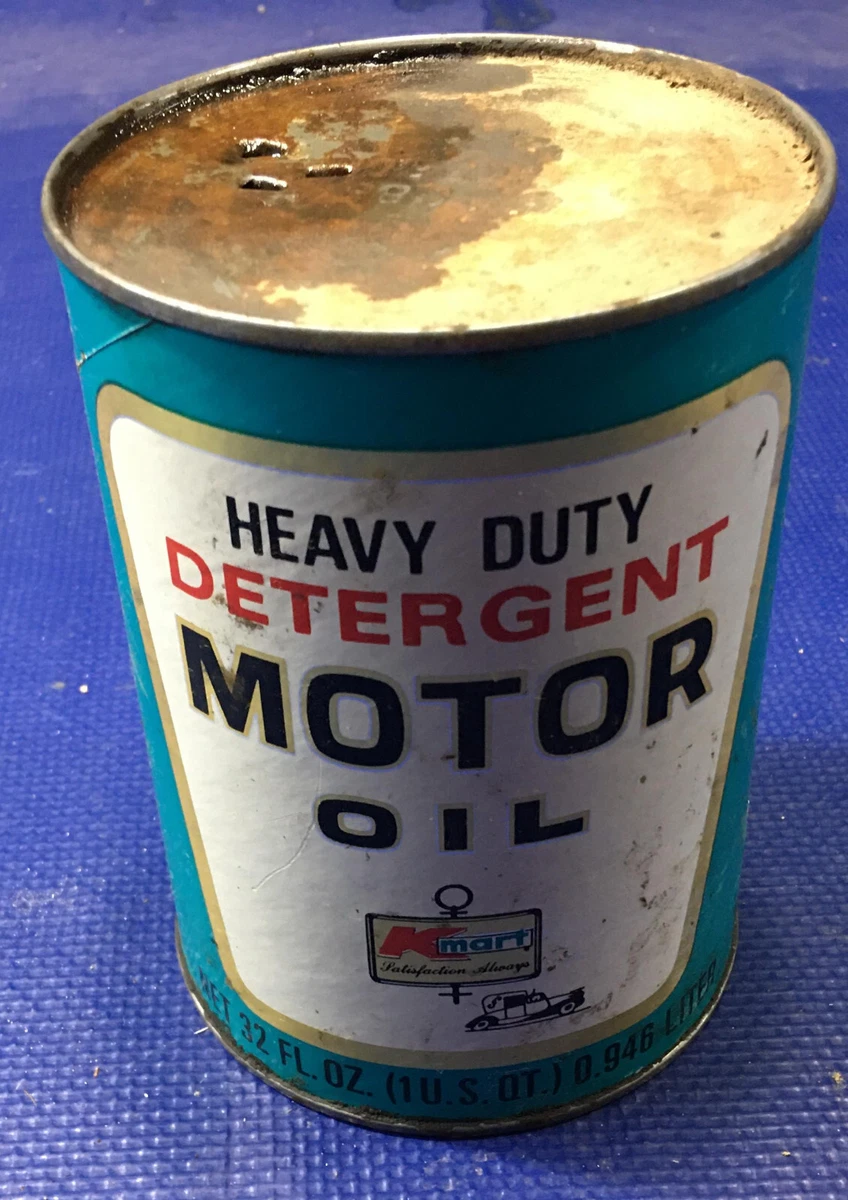 HEAVY DUTY
DETERGENT
MOTOR
OIL
Kmart
Satisfaction Always
NET 32 FL. OZ. (1 U.S. QT.) 0.946 LITER